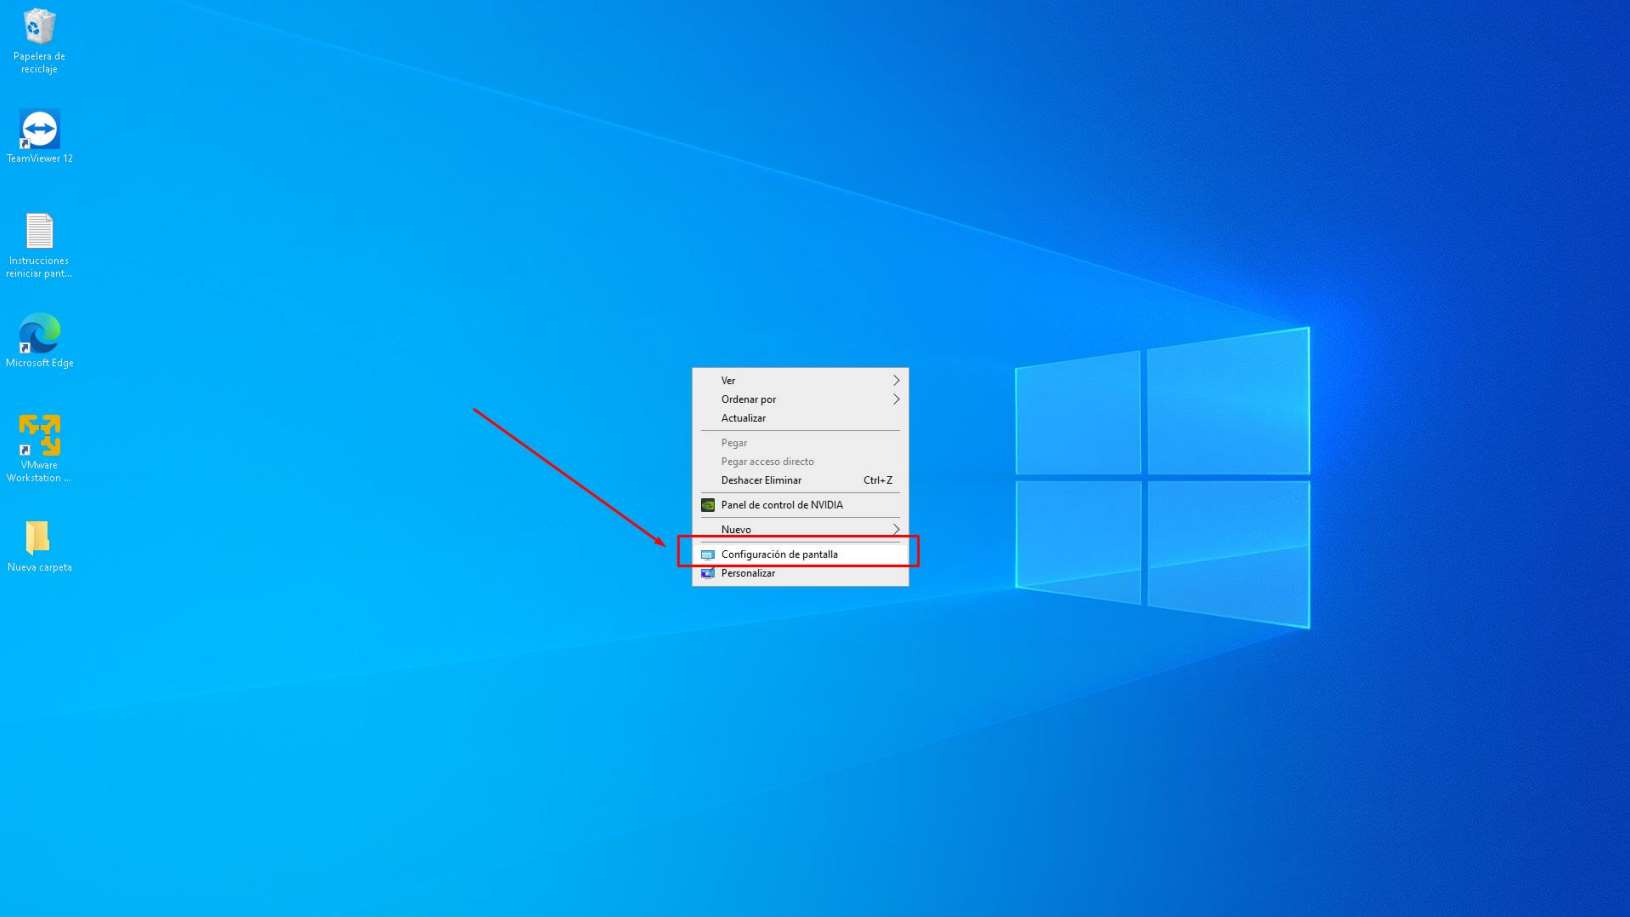 Papelera de
reciclaje
TeamViewer 12
Instrucciones
reiniciar pant...
Microsoft Edge
VMware
Workstation ...
Nueva carpeta
Ver
Ordenar por
Actualizar
Pegar
Pegar acceso directo
Deshacer Eliminar Ctrl+Z
Panel de control de NVIDIA
Nuevo
Configuración de pantalla
Personalizar